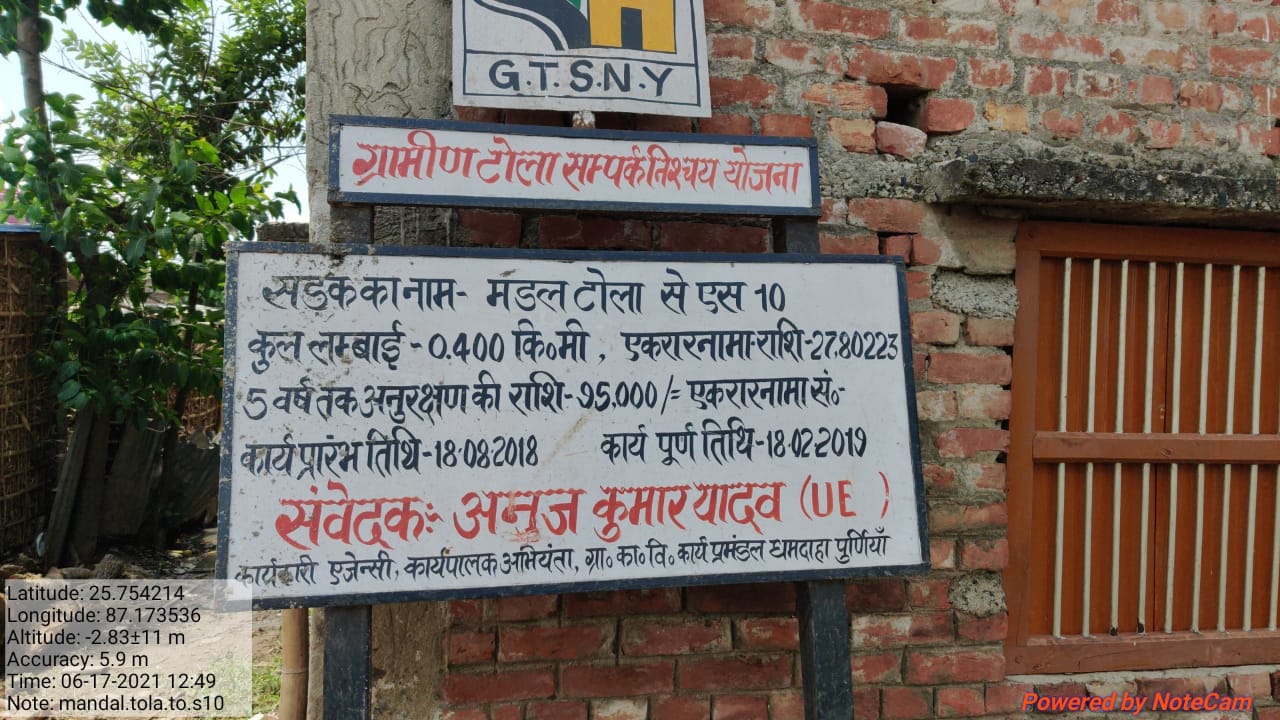 G.T.S.N.Y
ग्रामीण टोला सम्पर्क निश्चय योजना
सड़क का नाम- मंडल टोला से एस 10
कुल लम्बाई-0.400 कि०मी, एकरारनामा राशि-27.80223
5 वर्ष तक अनुरक्षण की राशि-95.000/= एकरारनामा सं०-
कार्य प्रारंभ तिथि-18-08-2018 कार्य पूर्ण तिथि-18-02-2019
संवेदकः- अनुज कुमार यादव (UE )
कार्यकारी एजेन्सी, कार्यपालक अभियंता, ग्रा० का० वि० कार्य प्रमंडल धमदाहा पूर्णियाँ
Latitude: 25.754214
Longitude: 87.173536
Altitude: -2.83±11 m
Accuracy: 5.9 m
Time: 06-17-2021 12:49
Note: mandal.tola.to.s10
Powered by NoteCam